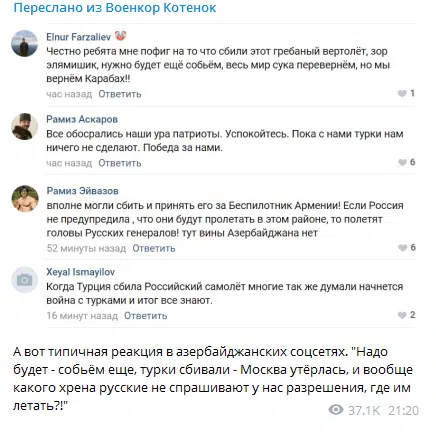 Переслано из Военкор Котенок
Elnur Farzaliev
Честно ребята мне пофиг на то что сбили этот гребаный вертолёт, зор
элямишик, нужно будет ещё собьём, весь мир сука перевернём, но мы
вернём Карабах!!
час назад Ответить 1
Рамиз Аскаров
Все обосрались наши ура патриоты. Успокойтесь. Пока с нами турки нам
ничего не сделают. Победа за нами.
час назад Ответить 6
Рамиз Эйвазов
вполне могли сбить и принять его за Беспилотник Армении! Если Россия
не предупредила , что они будут пролетать в этом районе, то полетят
головы Русских генералов! тут вины Азербайджана нет
52 минуты назад Ответить 6
Xeyal Ismayilov
Когда Турция сбила Российский самолёт многие так же думали начнется
война с турками и итог все знают.
16 минут назад Ответить 2
А вот типичная реакция в азербайджанских соцсетях. "Надо
будет - собьём еще, турки сбивали - Москва утёрлась, и вообще
какого хрена русские не спрашивают у нас разрешения, где им
летать?!"
37.1K 21:20